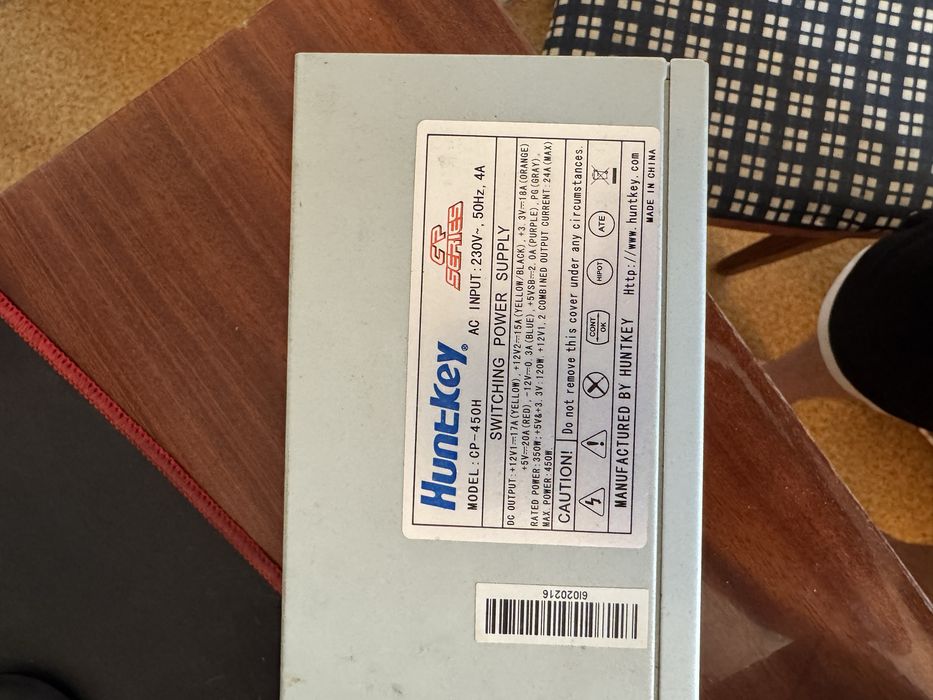 Huntkey®
CP
SERIES
MODEL:CP-450H AC INPUT:230V~, 50Hz, 4A
SWITCHING POWER SUPPLY
DC OUTPUT:+12V1⎓17A(YELLOW), +12V2⎓15A(YELLOW/BLACK), +3.3V⎓18A(ORANGE)
+5V⎓20A(RED), -12V⎓0.3A(BLUE), +5VSB⎓2.0A(PURPLE), PG(GRAY),
RATED POWER:350W:+5V&+3.3V:120W, +12V1.2 COMBINED OUTPUT CURRENT:24A(MAX)
MAX.POWER:450W
CAUTION! Do not remove this cover under any circumstances.
CONT
OK
HIPOT
ATE
MANUFACTURED BY HUNTKEY Http://www.huntkey.com
MADE IN CHINA
6I020216